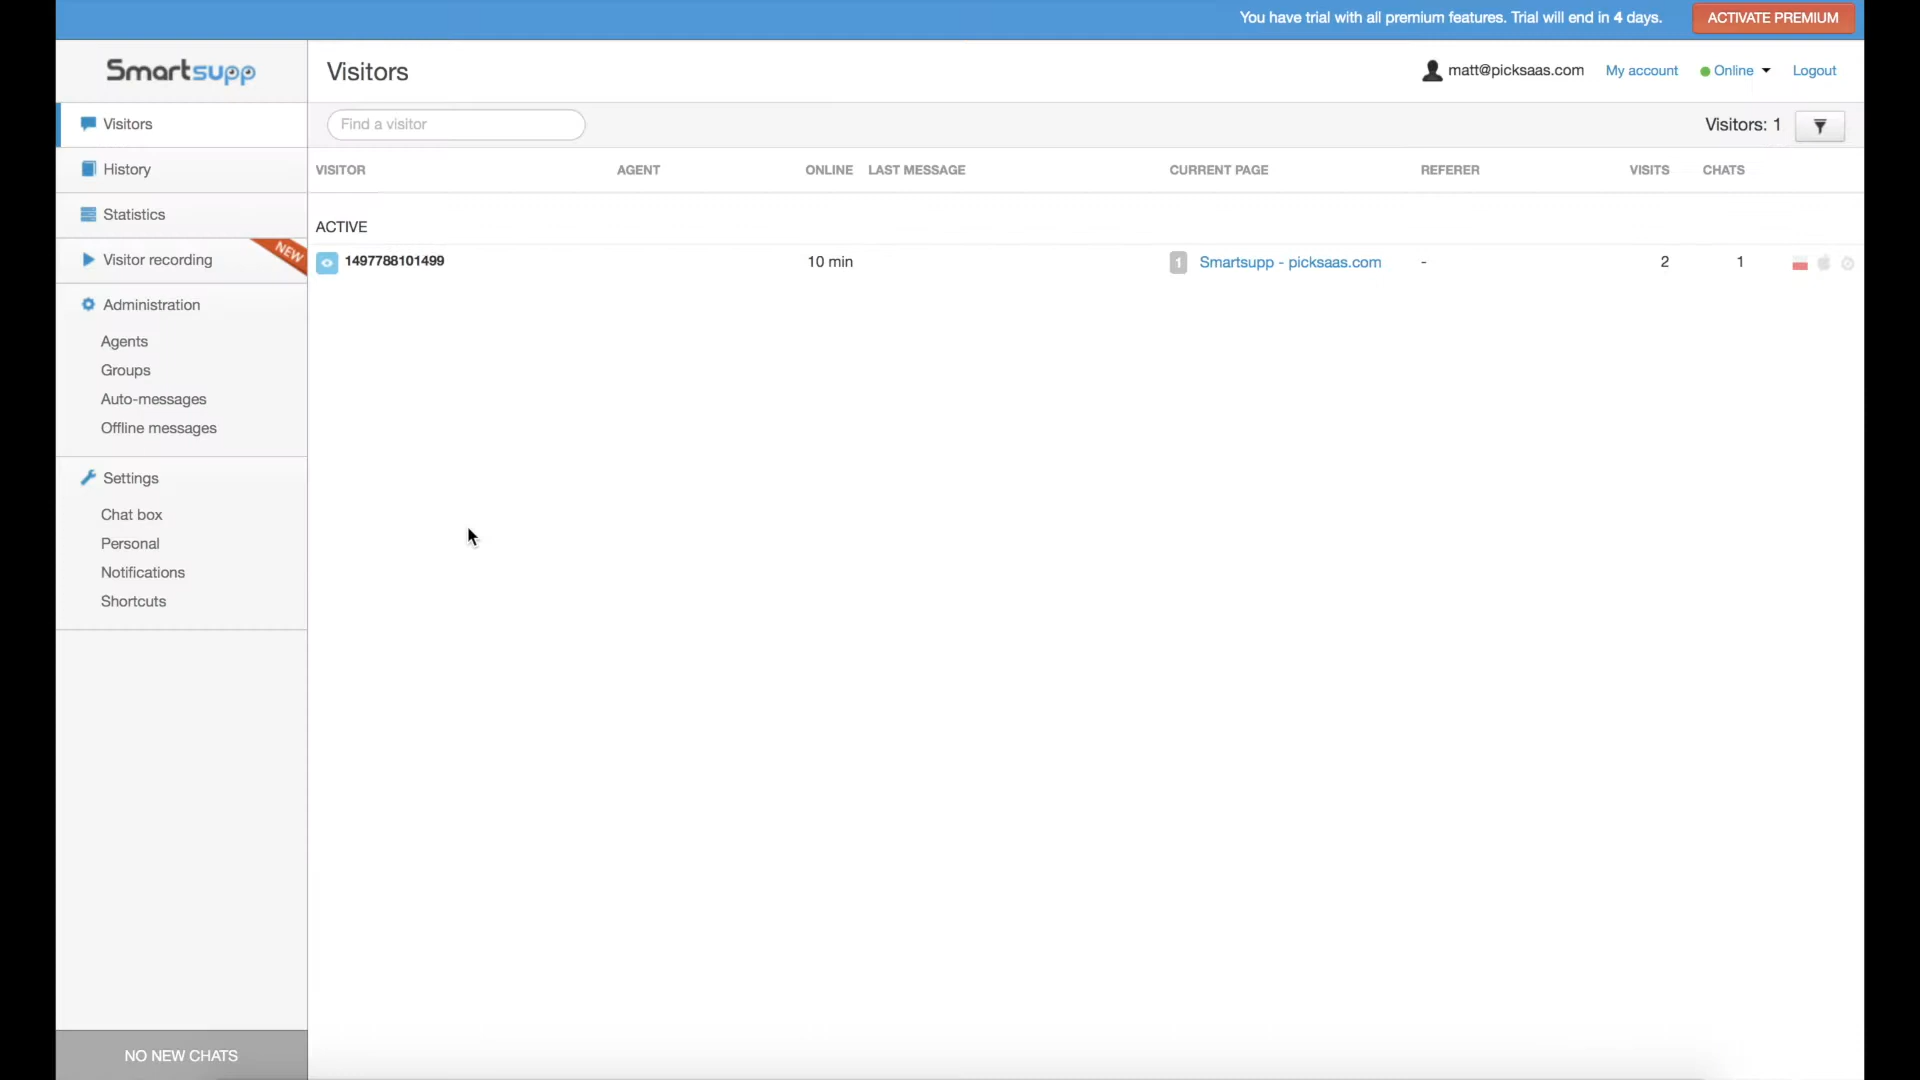 You have trial with all premium features. Trial will end in 4 days.
ACTIVATE PREMIUM
Smartsupp
Visitors
matt@picksaas.com
My account
Online
Logout
Visitors
History
Statistics
Visitor recording
NEW
Administration
Agents
Groups
Auto-messages
Offline messages
Settings
Chat box
Personal
Notifications
Shortcuts
NO NEW CHATS
Find a visitor
Visitors: 1
VISITOR AGENT ONLINE LAST MESSAGE CURRENT PAGE REFERER VISITS CHATS
ACTIVE
1497788101499 10 min 1 Smartsupp - picksaas.com - 2 1